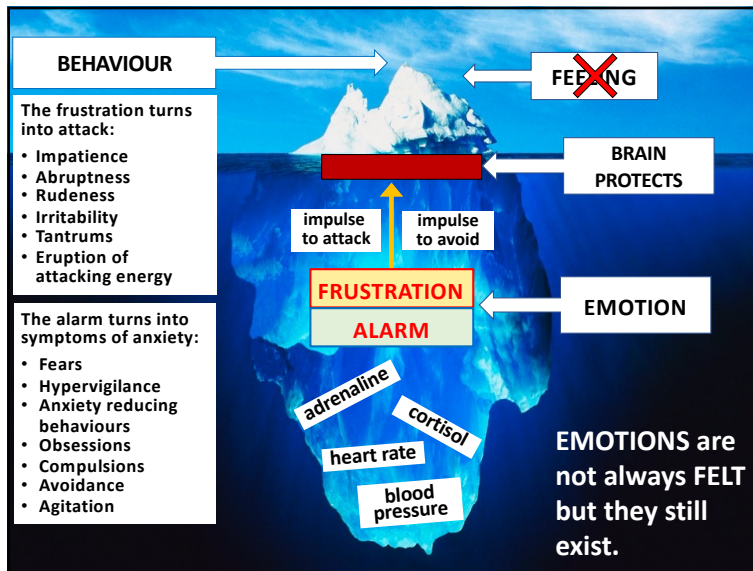 BEHAVIOUR
The frustration turns
into attack:
• Impatience
• Abruptness
• Rudeness
• Irritability
• Tantrums
• Eruption of
attacking energy
The alarm turns into
symptoms of anxiety:
• Fears
• Hypervigilance
• Anxiety reducing
behaviours
• Obsessions
• Compulsions
• Avoidance
• Agitation
FEELING
BRAIN
PROTECTS
impulse
to attack
impulse
to avoid
FRUSTRATION
ALARM
EMOTION
adrenaline
cortisol
heart rate
blood
pressure
EMOTIONS are
not always FELT
but they still
exist.